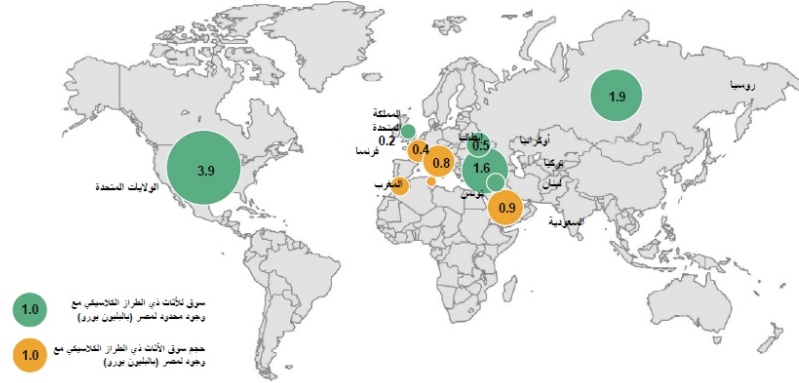 1.9
روسيا
المملكة
المتحدة
0.2
فرنسا
0.4
0.8
إيطاليا
0.5
أوكرانيا
1.6
تركيا
لبنان
3.9
الولايات المتحدة
المغرب
تونس
0.9
السعودية
1.0
سوق للأثاث ذي الطراز الكلاسيكي مع
وجود محدود لمصر (بالبليون يورو)
1.0
حجم سوق الأثاث ذي الطراز الكلاسيكي مع
وجود لمصر (بالبليون يورو)